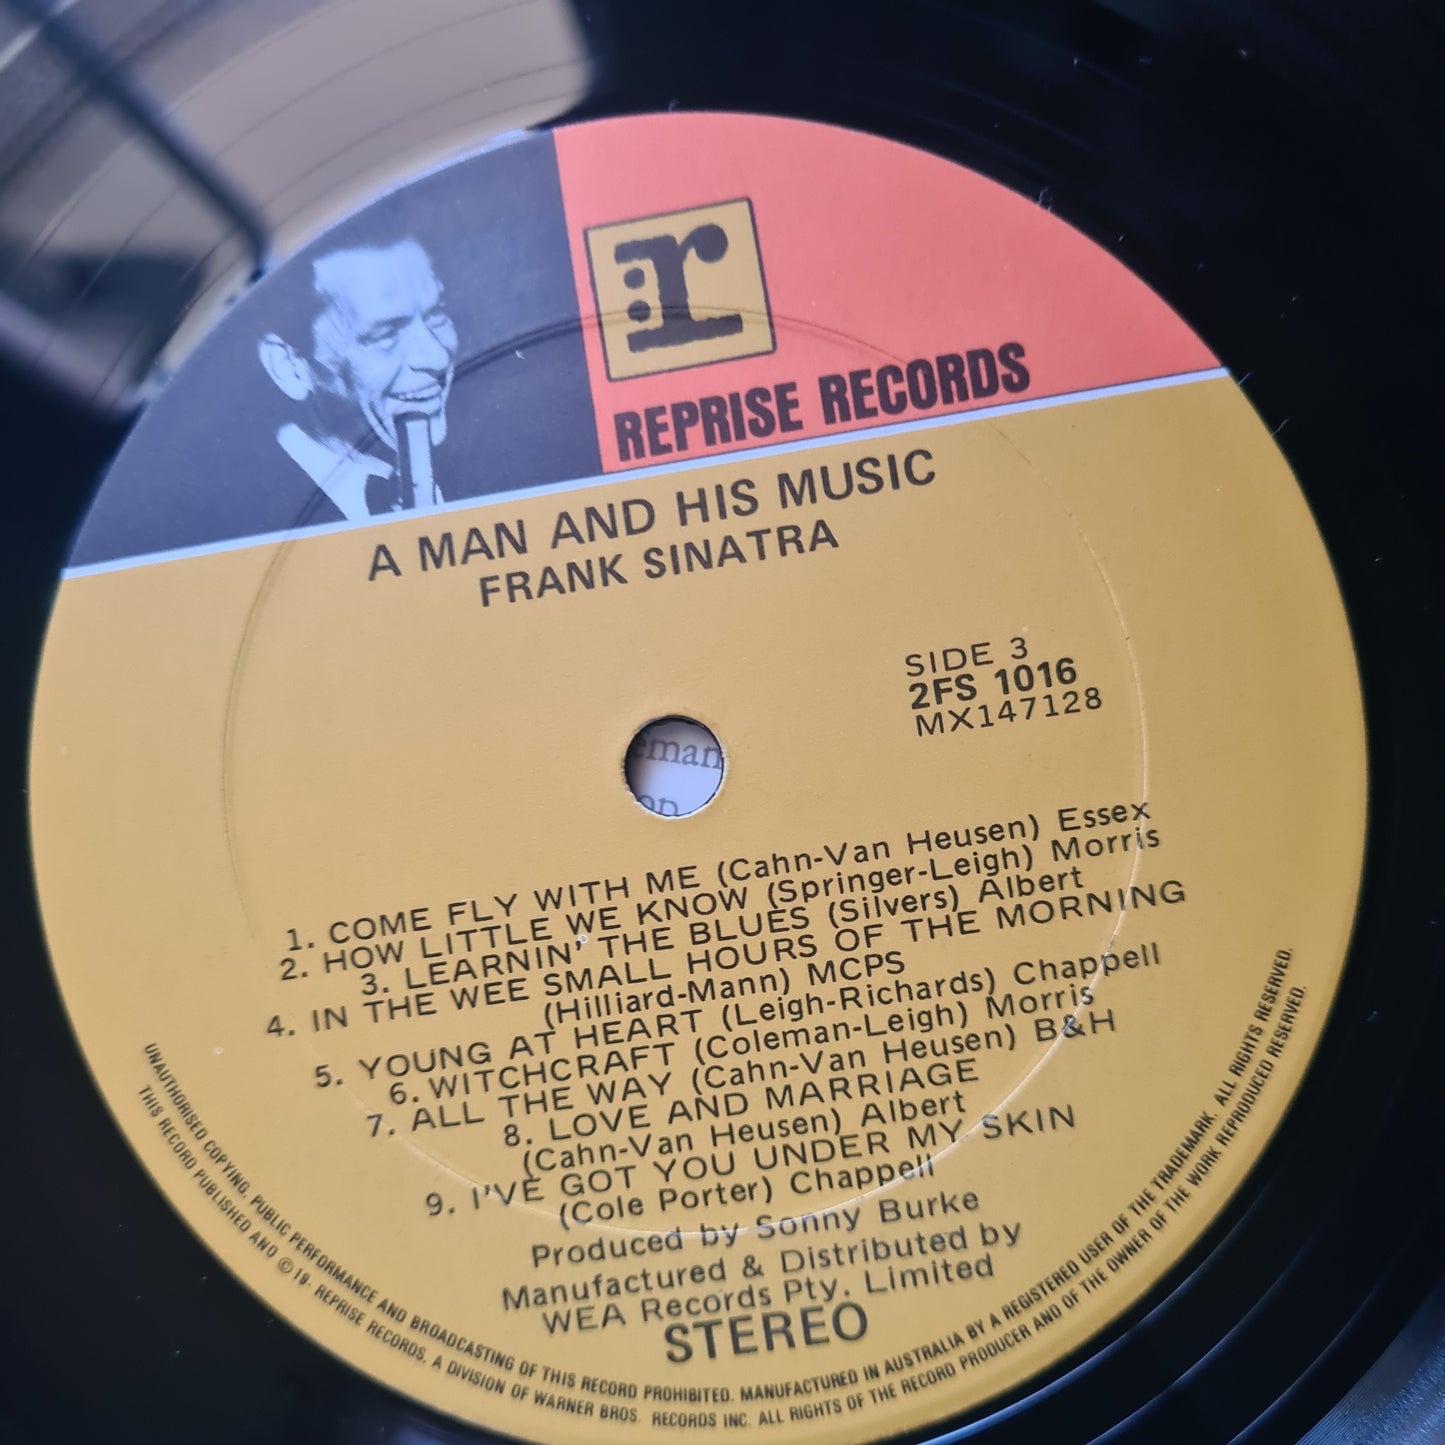 r
REPRISE RECORDS
A MAN AND HIS MUSIC
FRANK SINATRA
SIDE 3
2FS 1016
MX147128
eman
on
1. COME FLY WITH ME (Cahn-Van Heusen) Essex
2. HOW LITTLE WE KNOW (Springer-Leigh) Morris
3. LEARNIN' THE BLUES (Silvers) Albert
4. IN THE WEE SMALL HOURS OF THE MORNING
(Hilliard-Mann) MCPS
5. YOUNG AT HEART (Leigh-Richards) Chappell
6. WITCHCRAFT (Coleman-Leigh) Morris
7. ALL THE WAY (Cahn-Van Heusen) B&H
8. LOVE AND MARRIAGE
(Cahn-Van Heusen) Albert
9. I'VE GOT YOU UNDER MY SKIN
(Cole Porter) Chappell
Produced by Sonny Burke
Manufactured & Distributed by
WEA Records Pty. Limited
STEREO
UNAUTHORISED COPYING, PUBLIC PERFORMANCE AND BROADCASTING OF THIS RECORD PROHIBITED. MANUFACTURED IN AUSTRALIA BY A REGISTERED USER OF THE TRADEMARK. ALL RIGHTS RESERVED.
THIS RECORD PUBLISHED AND ©19- REPRISE RECORDS, A DIVISION OF WARNER BROS. RECORDS INC. ALL RIGHTS OF THE RECORD PRODUCER AND OF THE OWNER OF THE WORK REPRODUCED RESERVED.